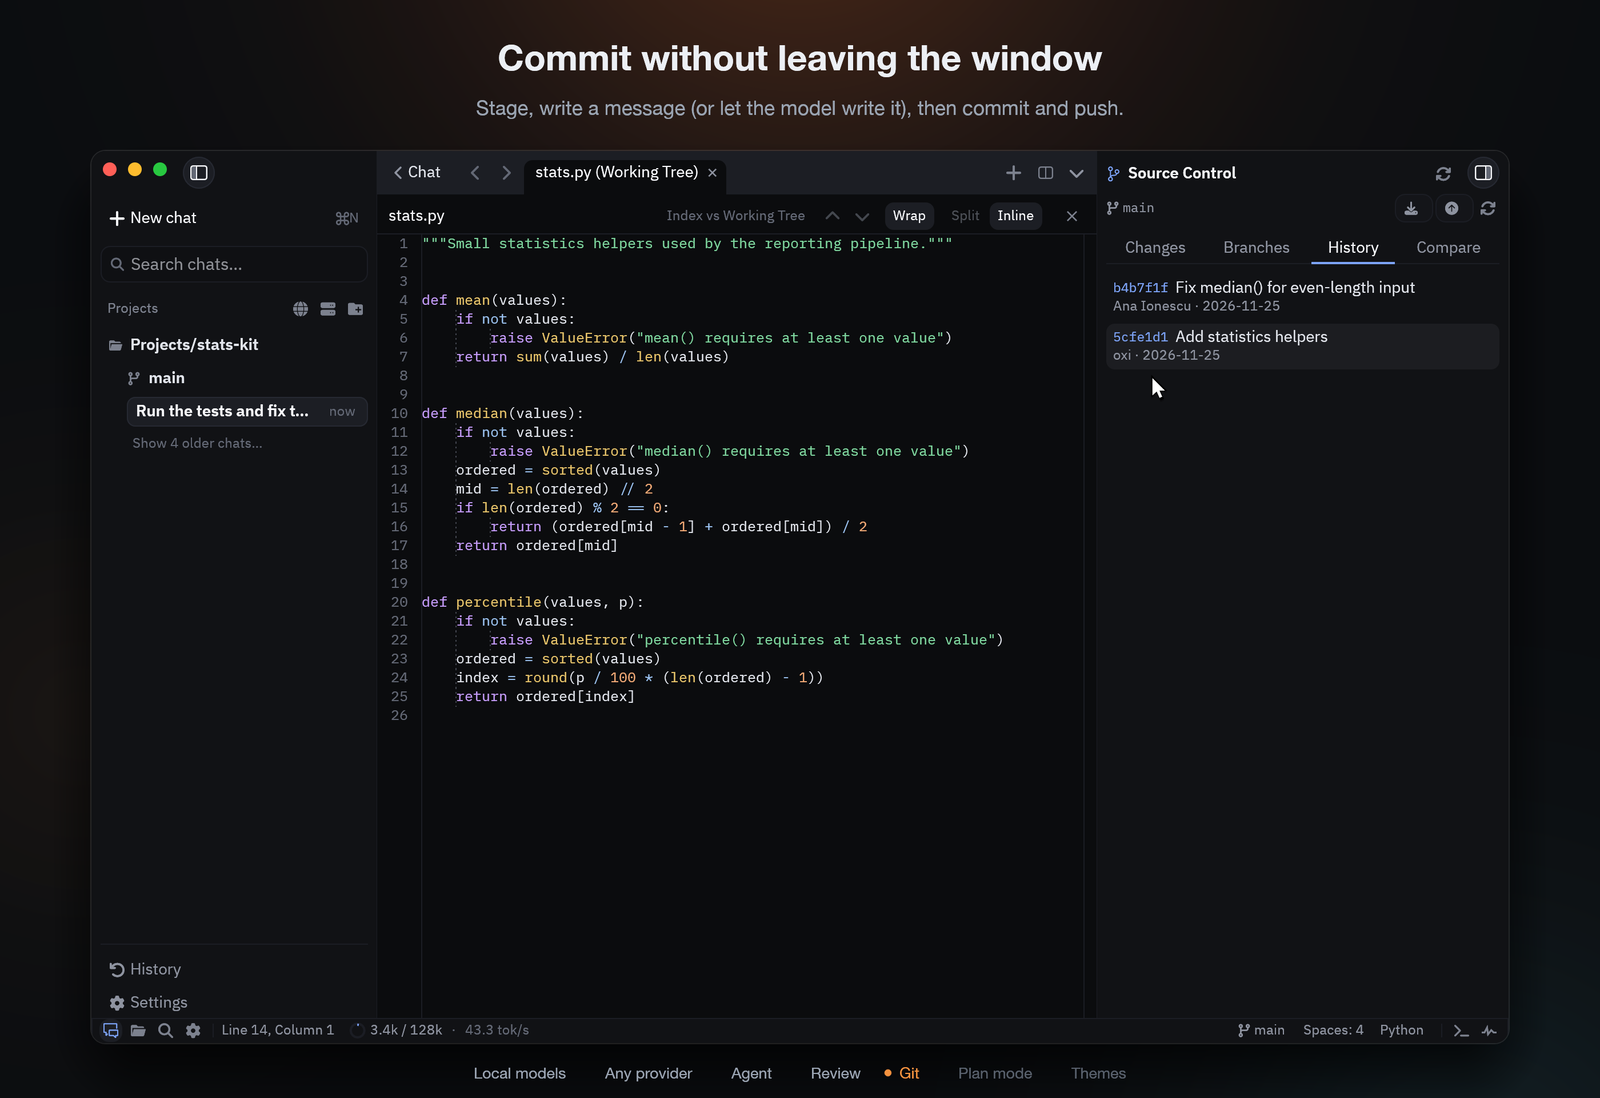 Commit without leaving the window
Stage, write a message (or let the model write it), then commit and push.
New chat
⌘N
Search chats...
Projects
Projects/stats-kit
main
Run the tests and fix t...
now
Show 4 older chats...
History
Settings
Chat
stats.py (Working Tree)
stats.py
Index vs Working Tree
Wrap
Split
Inline
1 """Small statistics helpers used by the reporting pipeline."""
2
3
4 def mean(values):
5     if not values:
6         raise ValueError("mean() requires at least one value")
7     return sum(values) / len(values)
8
9
10 def median(values):
11     if not values:
12         raise ValueError("median() requires at least one value")
13     ordered = sorted(values)
14     mid = len(ordered) // 2
15     if len(ordered) % 2 == 0:
16         return (ordered[mid - 1] + ordered[mid]) / 2
17     return ordered[mid]
18
19
20 def percentile(values, p):
21     if not values:
22         raise ValueError("percentile() requires at least one value")
23     ordered = sorted(values)
24     index = round(p / 100 * (len(ordered) - 1))
25     return ordered[index]
26
Source Control
main
Changes
Branches
History
Compare
b4b7f1f Fix median() for even-length input
Ana Ionescu · 2026-11-25
5cfe1d1 Add statistics helpers
oxi · 2026-11-25
Line 14, Column 1
3.4k / 128k · 43.3 tok/s
main
Spaces: 4
Python
Local models
Any provider
Agent
Review
Git
Plan mode
Themes